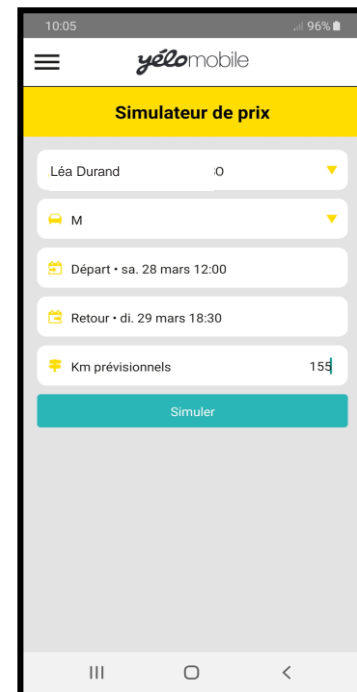 10:05 96%
yélomobile
Simulateur de prix
Léa Durand
M
Départ • sa. 28 mars 12:00
Retour • di. 29 mars 18:30
Km prévisionnels 155
Simuler